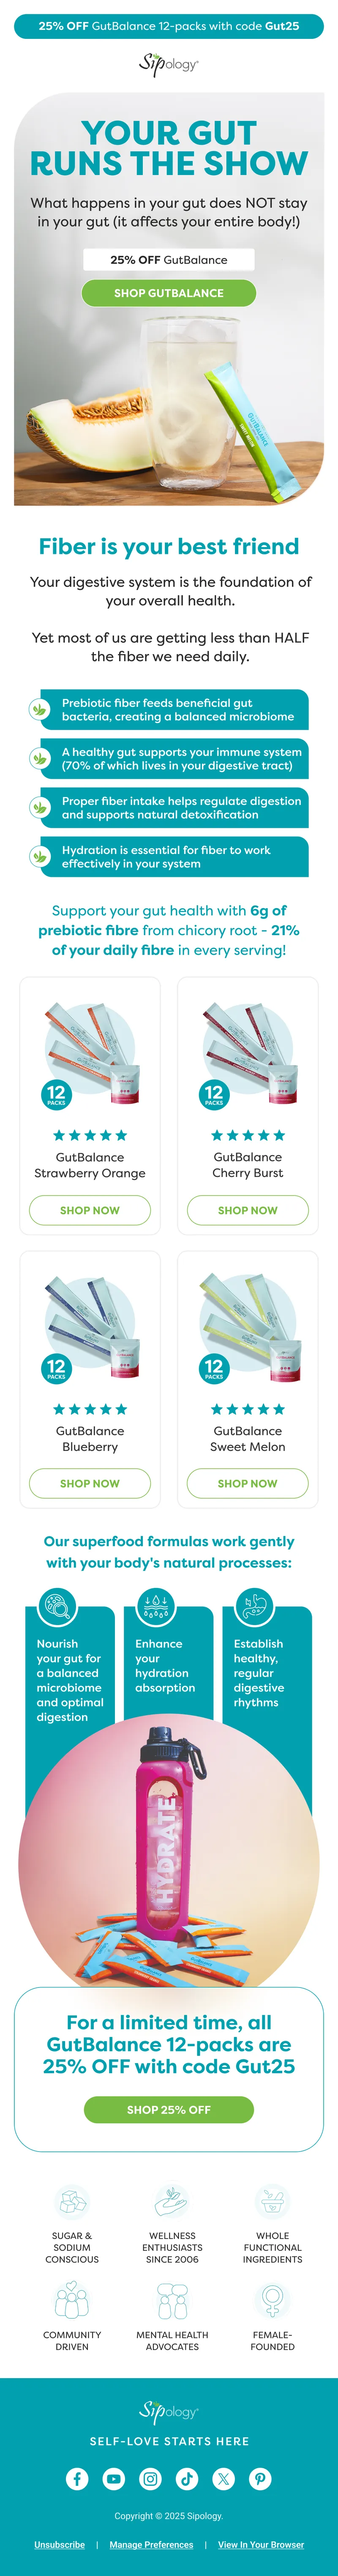 25% OFF GutBalance 12-packs with code Gut25
Sipology
YOUR GUT
RUNS THE SHOW
What happens in your gut does NOT stay
in your gut (it affects your entire body!)
25% OFF GutBalance
SHOP GUTBALANCE
GUTBALANCE
Fiber is your best friend
Your digestive system is the foundation of
your overall health.
Yet most of us are getting less than HALF
the fiber we need daily.
Prebiotic fiber feeds beneficial gut
bacteria, creating a balanced microbiome
A healthy gut supports your immune system
(70% of which lives in your digestive tract)
Proper fiber intake helps regulate digestion
and supports natural detoxification
Hydration is essential for fiber to work
effectively in your system
Support your gut health with 6g of
prebiotic fibre from chicory root - 21%
of your daily fibre in every serving!
12
PACKS
GutBalance
Strawberry Orange
SHOP NOW
12
PACKS
GutBalance
Cherry Burst
SHOP NOW
12
PACKS
GutBalance
Blueberry
SHOP NOW
12
PACKS
GutBalance
Sweet Melon
SHOP NOW
Our superfood formulas work gently
with your body's natural processes:
Nourish
your gut for
a balanced
microbiome
and optimal
digestion
Enhance
your
hydration
absorption
Establish
healthy,
regular
digestive
rhythms
HYDRATE
For a limited time, all
GutBalance 12-packs are
25% OFF with code Gut25
SHOP 25% OFF
SUGAR &
SODIUM
CONSCIOUS
WELLNESS
ENTHUSIASTS
SINCE 2006
WHOLE
FUNCTIONAL
INGREDIENTS
COMMUNITY
DRIVEN
MENTAL HEALTH
ADVOCATES
FEMALE-
FOUNDED
Sipology
SELF-LOVE STARTS HERE
Copyright © 2025 Sipology.
Unsubscribe | Manage Preferences | View In Your Browser